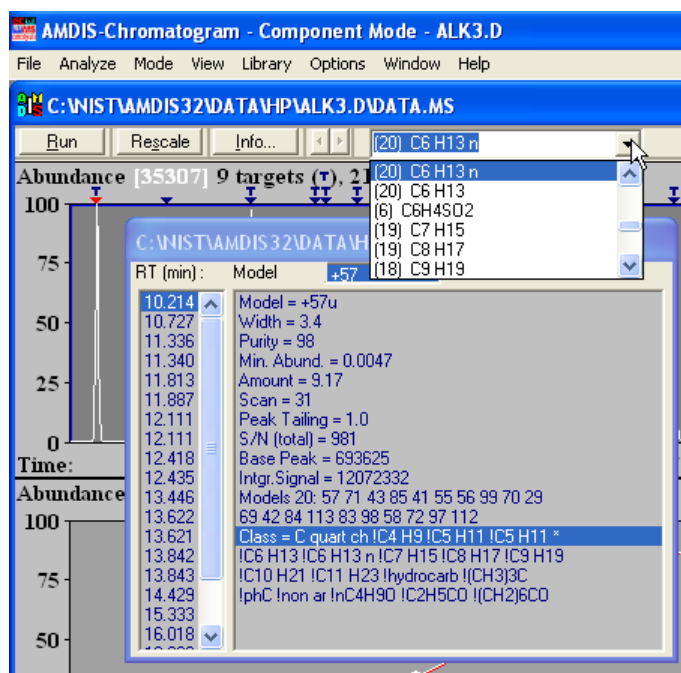 AMDIS-Chromatogram - Component Mode - ALK3.D
File Analyze Mode View Library Options Window Help
C:\NIST\AMDIS32\DATA\HP\ALK3.D\DATA.MS
Run Rescale Info... (20) C6 H13 n
Abundance [35307] 9 targets (T), 21
(20) C6 H13 n
(20) C6 H13
(6) C6H4SO2
(19) C7 H15
(19) C8 H17
(18) C9 H19
T T T T T T
100
75
50
25
0
Time:
Abundance
100
75
50
C:\NIST\AMDIS32\DATA\H
RT (min) : Model +57
10.214
10.727
11.336
11.340
11.813
11.887
12.111
12.111
12.418
12.435
13.446
13.622
13.621
13.842
13.843
14.429
15.333
16.018
Model = +57u
Width = 3.4
Purity = 98
Min. Abund. = 0.0047
Amount = 9.17
Scan = 31
Peak Tailing = 1.0
S/N (total) = 981
Base Peak = 693625
Intgr.Signal = 12072332
Models 20: 57 71 43 85 41 55 56 99 70 29
69 42 84 113 83 98 58 72 97 112
Class = C quart ch !C4 H9 !C5 H11 !C5 H11 *
!C6 H13 !C6 H13 n !C7 H15 !C8 H17 !C9 H19
!C10 H21 !C11 H23 !hydrocarb !(CH3)3C
!phC !non ar !nC4H9O !C2H5CO !(CH2)6CO